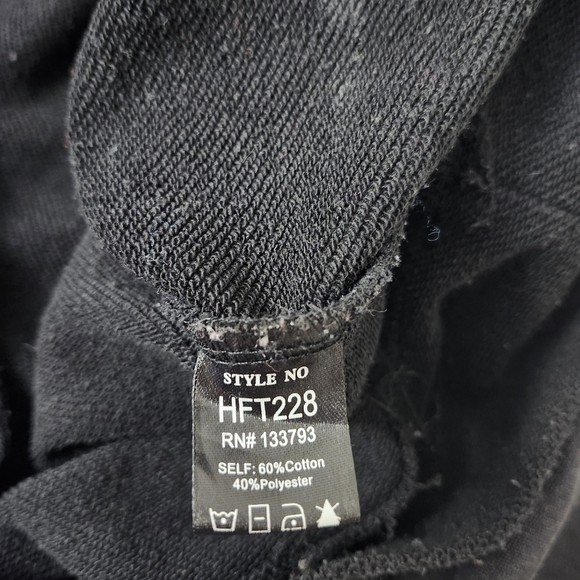 STYLE NO
HFT228
RN# 133793
SELF: 60%Cotton
40%Polyester